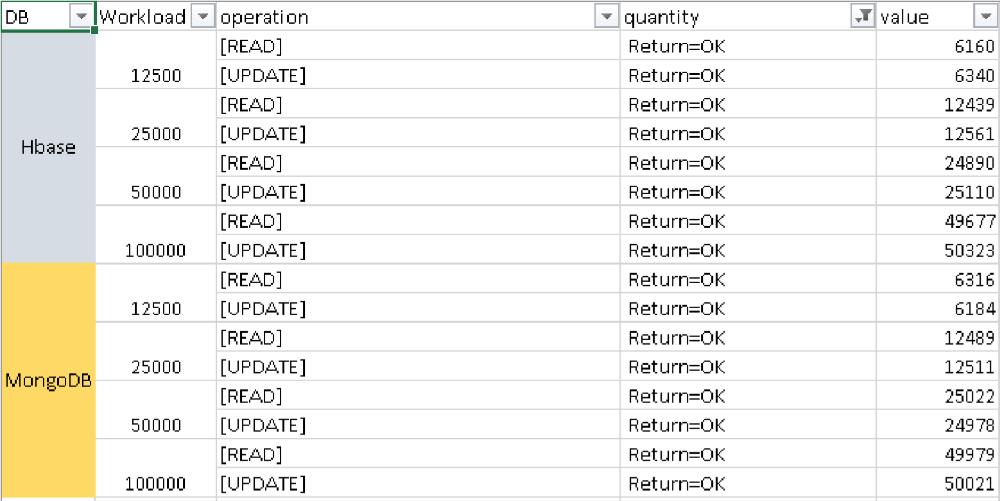 DB Workload operation quantity value
[READ] Return=OK 6160
12500 [UPDATE] Return=OK 6340
[READ] Return=OK 12439
25000 [UPDATE] Return=OK 12561
Hbase
[READ] Return=OK 24890
50000 [UPDATE] Return=OK 25110
[READ] Return=OK 49677
100000 [UPDATE] Return=OK 50323
[READ] Return=OK 6316
12500 [UPDATE] Return=OK 6184
[READ] Return=OK 12489
25000 [UPDATE] Return=OK 12511
MongoDB
[READ] Return=OK 25022
50000 [UPDATE] Return=OK 24978
[READ] Return=OK 49979
100000 [UPDATE] Return=OK 50021